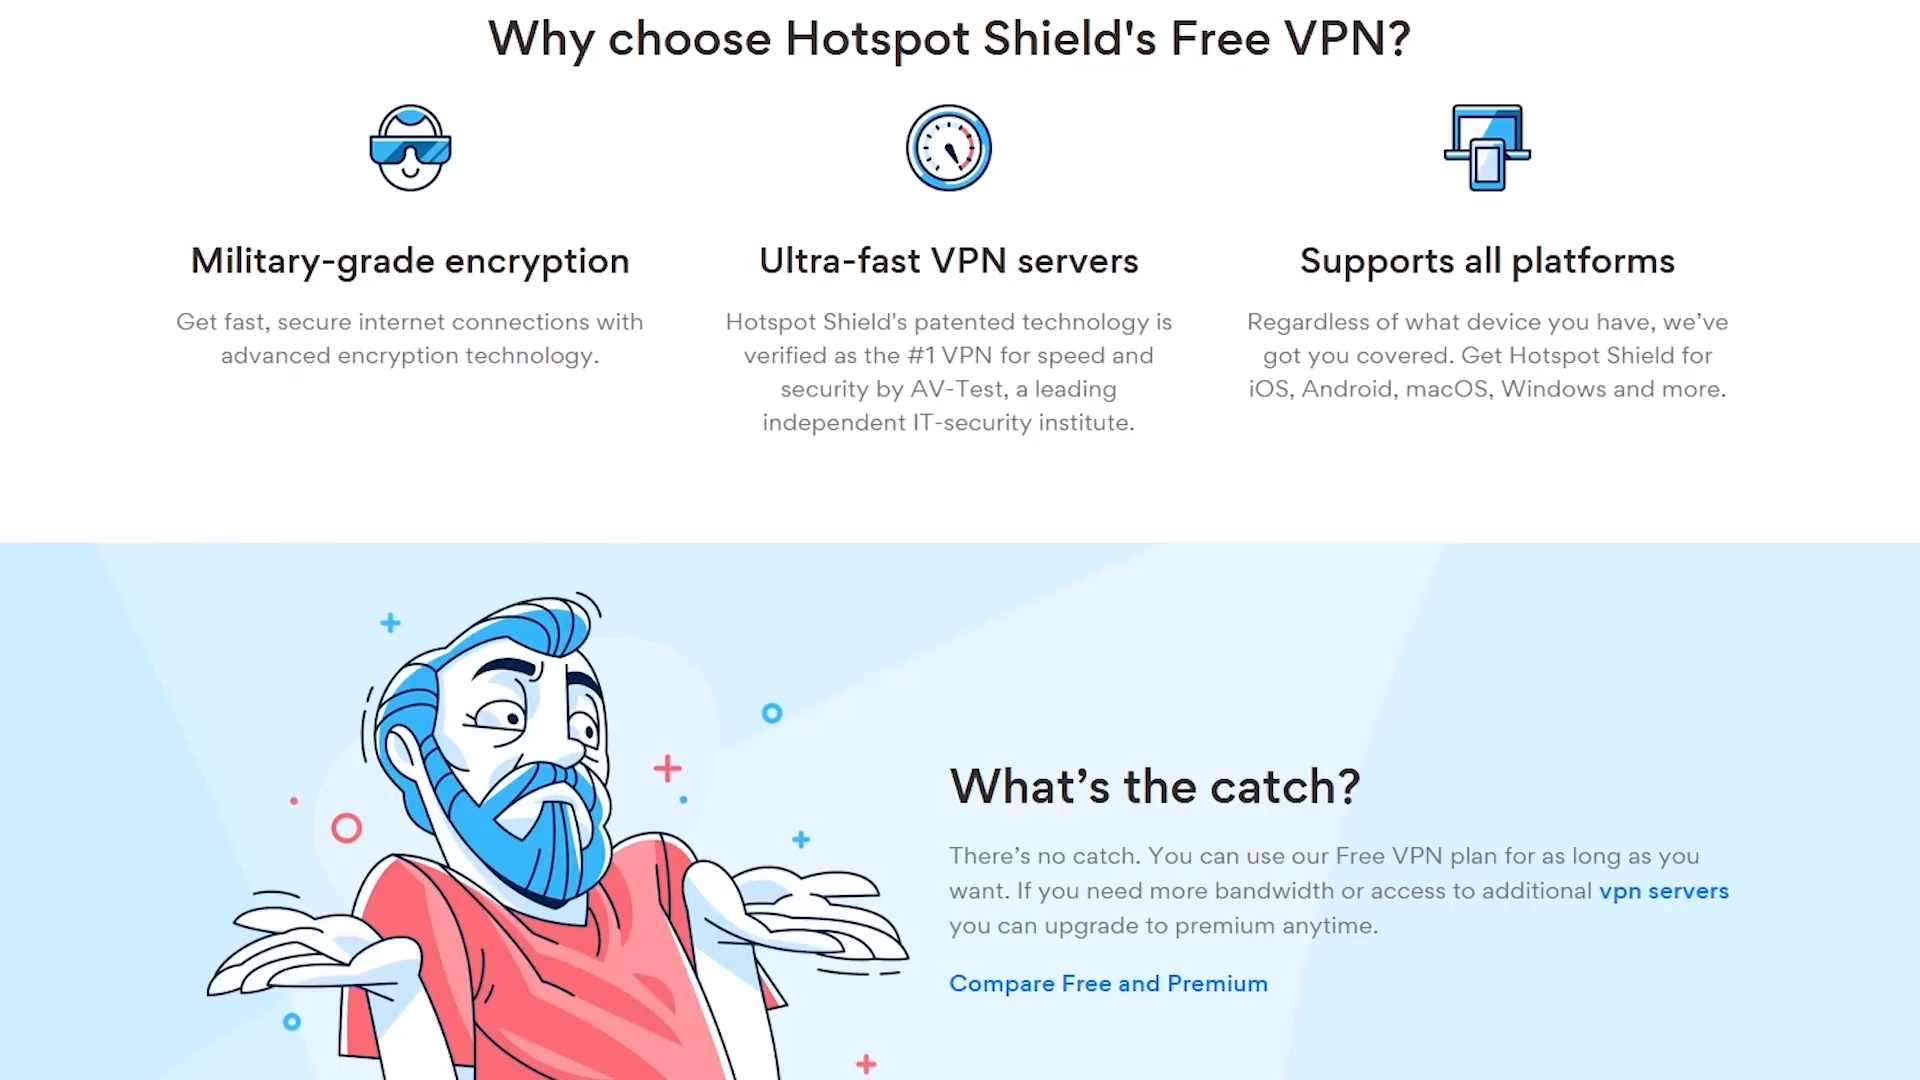 Why choose Hotspot Shield's Free VPN?
Military-grade encryption
Get fast, secure internet connections with
advanced encryption technology.
Ultra-fast VPN servers
Hotspot Shield's patented technology is
verified as the #1 VPN for speed and
security by AV-Test, a leading
independent IT-security institute.
Supports all platforms
Regardless of what device you have, we’ve
got you covered. Get Hotspot Shield for
iOS, Android, macOS, Windows and more.
What’s the catch?
There’s no catch. You can use our Free VPN plan for as long as you
want. If you need more bandwidth or access to additional vpn servers
you can upgrade to premium anytime.
Compare Free and Premium